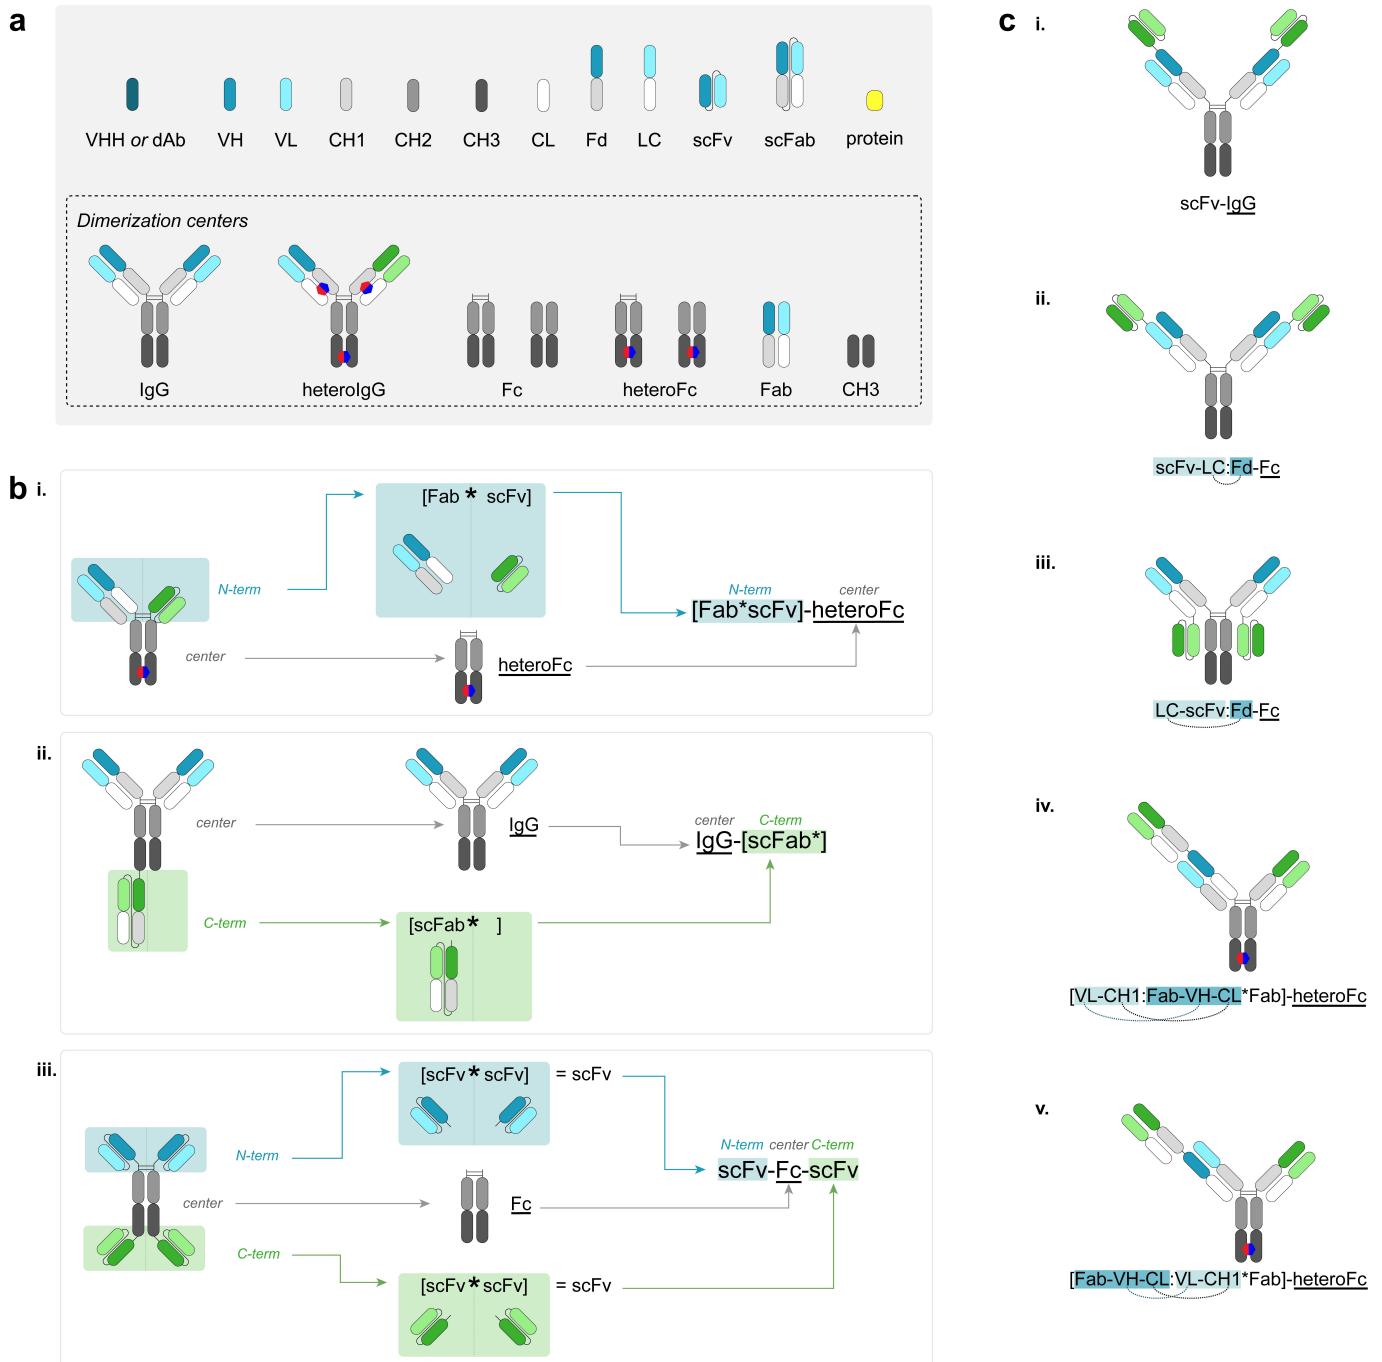 a
VHH or dAb VH VL CH1 CH2 CH3 CL Fd LC scFv scFab protein
Dimerization centers
IgG heteroIgG Fc heteroFc Fab CH3
b
i.
[Fab * scFv]
N-term
N-term center
[Fab*scFv]-heteroFc
center
heteroFc
ii.
center
IgG
center C-term
IgG-[scFab*]
C-term
[scFab* ]
iii.
[scFv * scFv] = scFv
N-term
N-term center C-term
scFv-Fc-scFv
center
Fc
C-term
[scFv * scFv] = scFv
c
i.
scFv-IgG
ii.
scFv-LC:Fd-Fc
iii.
LC-scFv:Fd-Fc
iv.
[VL-CH1:Fab-VH-CL*Fab]-heteroFc
v.
[Fab-VH-CL:VL-CH1*Fab]-heteroFc